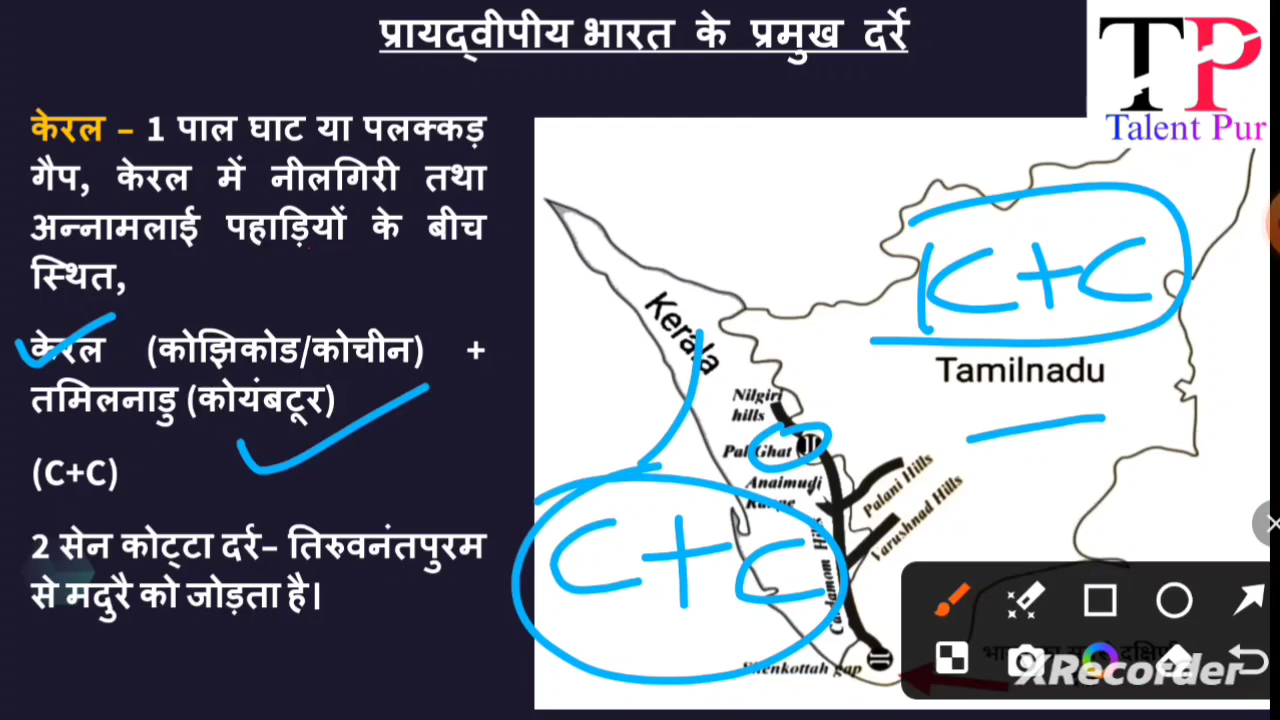 प्रायद्वीपीय भारत के प्रमुख दर्रे
TP
Talent Pur
केरल – 1 पाल घाट या पलक्कड़
गैप, केरल में नीलगिरी तथा
अन्नामलाई पहाड़ियों के बीच
स्थित,
केरल (कोझिकोड/कोचीन) +
तमिलनाडु (कोयंबटूर)
(C+C)
2 सेन कोट्टा दर्रा– तिरुवनंतपुरम
से मदुरै को जोड़ता है।
K+C
Kerala
Tamilnadu
Nilgiri
hills
Pal Ghat
Anaimudi
Palani Hills
Varushnad Hills
C+C
Shenkottah gap
XRecorder